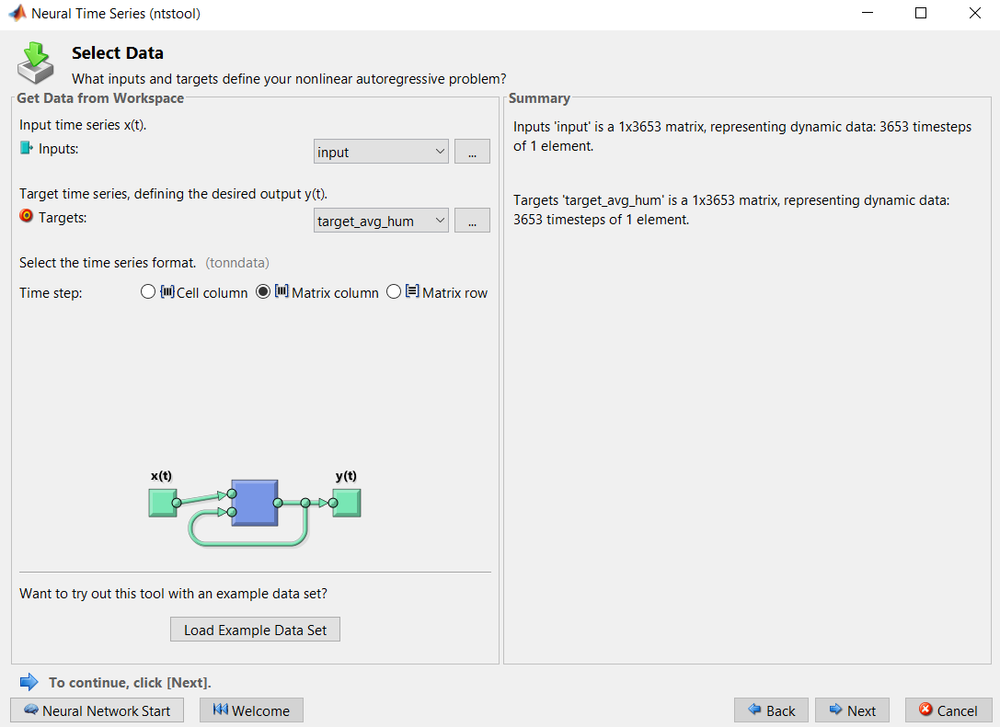 Neural Time Series (ntstool)
Select Data
What inputs and targets define your nonlinear autoregressive problem?
Get Data from Workspace
Input time series x(t).
Inputs:
input
...
Target time series, defining the desired output y(t).
Targets:
target_avg_hum
...
Select the time series format. (tonndata)
Time step:
Cell column
Matrix column
Matrix row
x(t)
y(t)
Want to try out this tool with an example data set?
Load Example Data Set
Summary
Inputs 'input' is a 1x3653 matrix, representing dynamic data: 3653 timesteps
of 1 element.
Targets 'target_avg_hum' is a 1x3653 matrix, representing dynamic data:
3653 timesteps of 1 element.
To continue, click [Next].
Neural Network Start
Welcome
Back
Next
Cancel